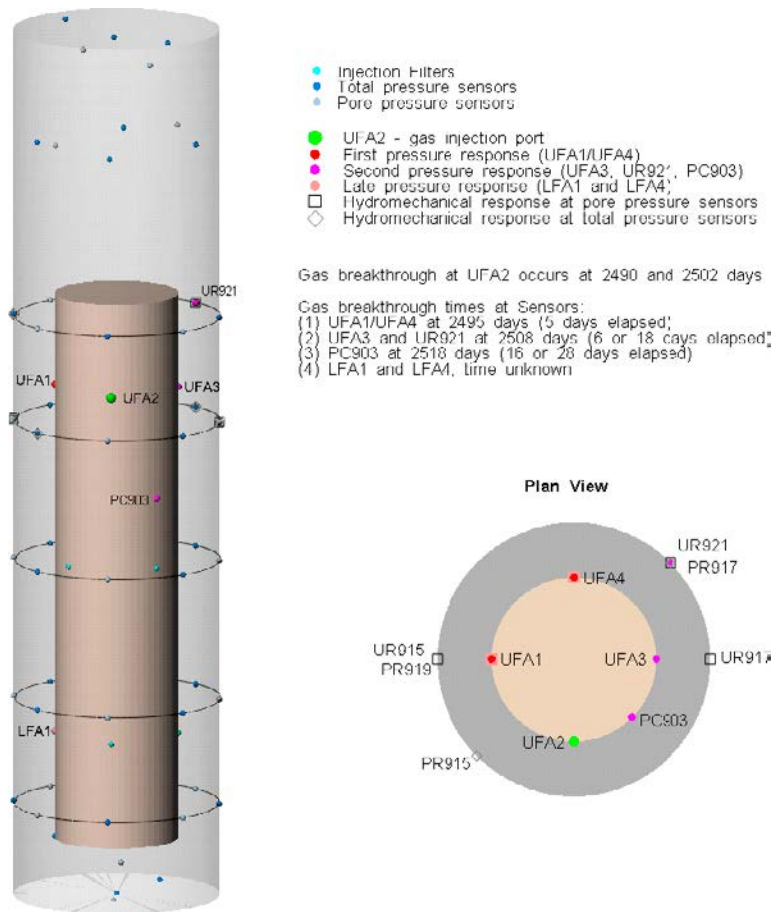 Injection Filters
Total pressure sensors
Pore pressure sensors
UFA2 - gas injection port
First pressure response (UFA1/UFA4)
Second pressure response (UFA3, UR921, PC903)
Late pressure response (LFA1 and LFA4)
Hydromechanical response at pore pressure sensors
Hydromechanical response at total pressure sensors
Gas breakthrough at UFA2 occurs at 2490 and 2502 days
Gas breakthrough times at Sensors:
(1) UFA1/UFA4 at 2495 days (5 days elapsed)
(2) UFA3 and UR921 at 2508 days (6 or 18 days elapsed)
(3) PC903 at 2518 days (16 or 28 days elapsed)
(4) LFA1 and LFA4, time unknown
UR921
UFA1
UFA3
UFA2
PC903
LFA1
Plan View
UR921
PR917
UFA4
UR915
PR919
UFA1
UFA3
UR917
PC903
UFA2
PR915